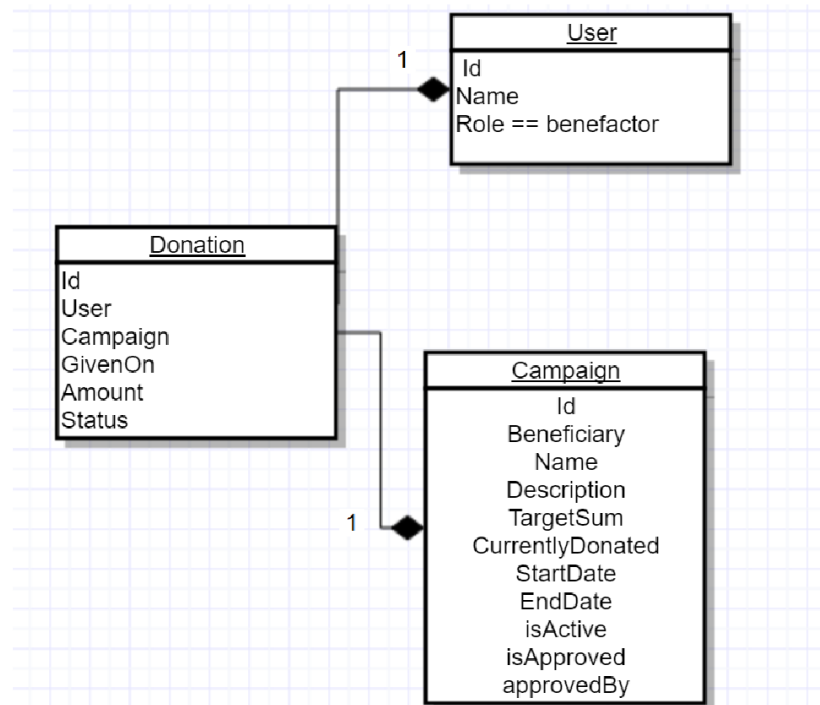 User
1
Id
Name
Role == benefactor
Donation
Id
User
Campaign
GivenOn
Amount
Status
Campaign
Id
Beneficiary
Name
Description
TargetSum
1
CurrentlyDonated
StartDate
EndDate
isActive
isApproved
approvedBy